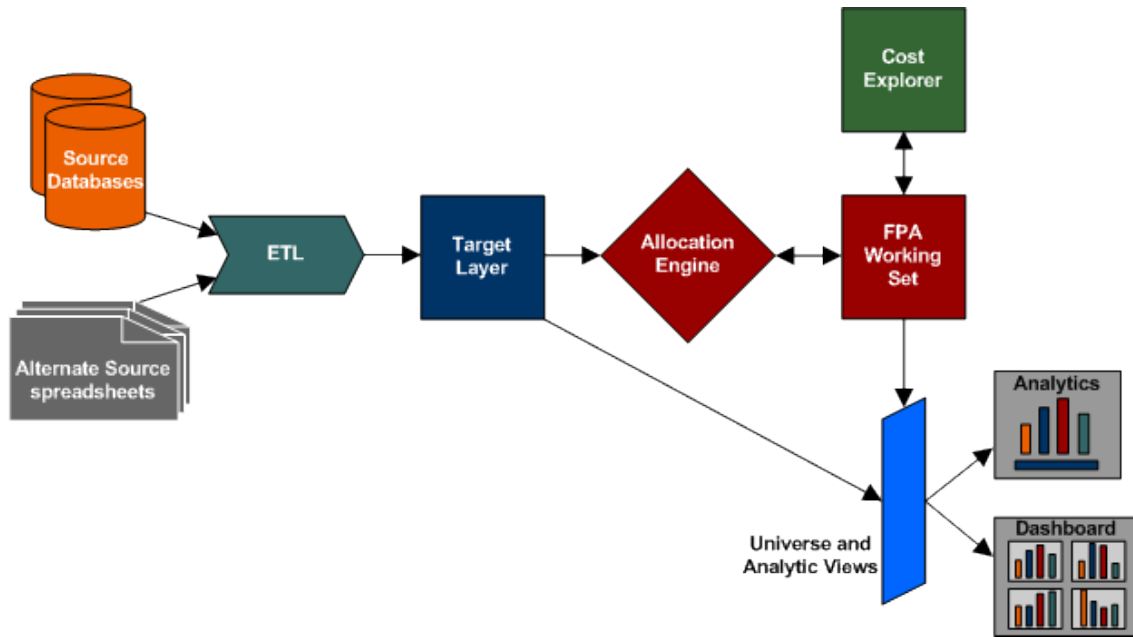 Cost
Explorer
Source
Databases
ETL
Target
Layer
Allocation
Engine
FPA
Working
Set
Alternate Source
spreadsheets
Analytics
Universe and
Analytic Views
Dashboard